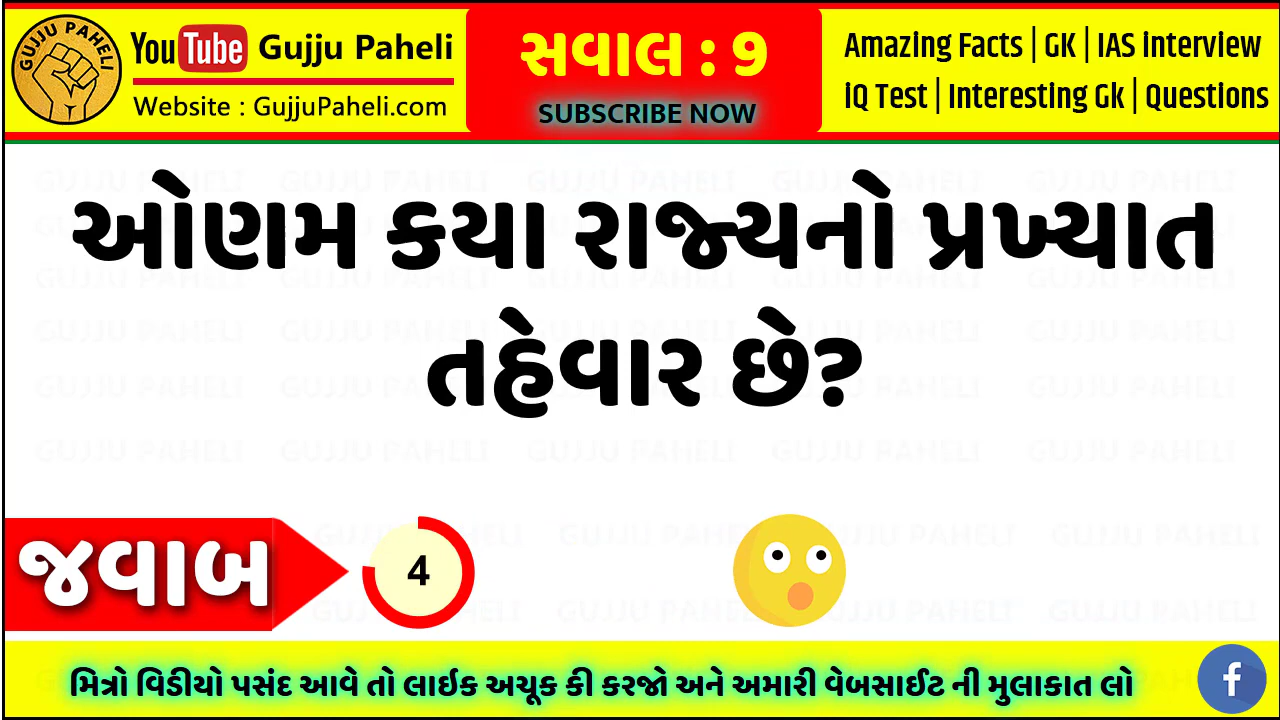 GUJJU PAHELI
YouTube Gujju Paheli
Website : GujjuPaheli.com
સવાલ : 9
SUBSCRIBE NOW
Amazing Facts | GK | IAS interview
iQ Test | Interesting Gk | Questions
ઓણમ કયા રાજ્યનો પ્રખ્યાત
તહેવાર છે?
જવાબ
4
મિત્રો વિડીયો પસંદ આવે તો લાઇક અચૂક કી કરજો અને અમારી વેબસાઈટ ની મુલાકાત લો
f